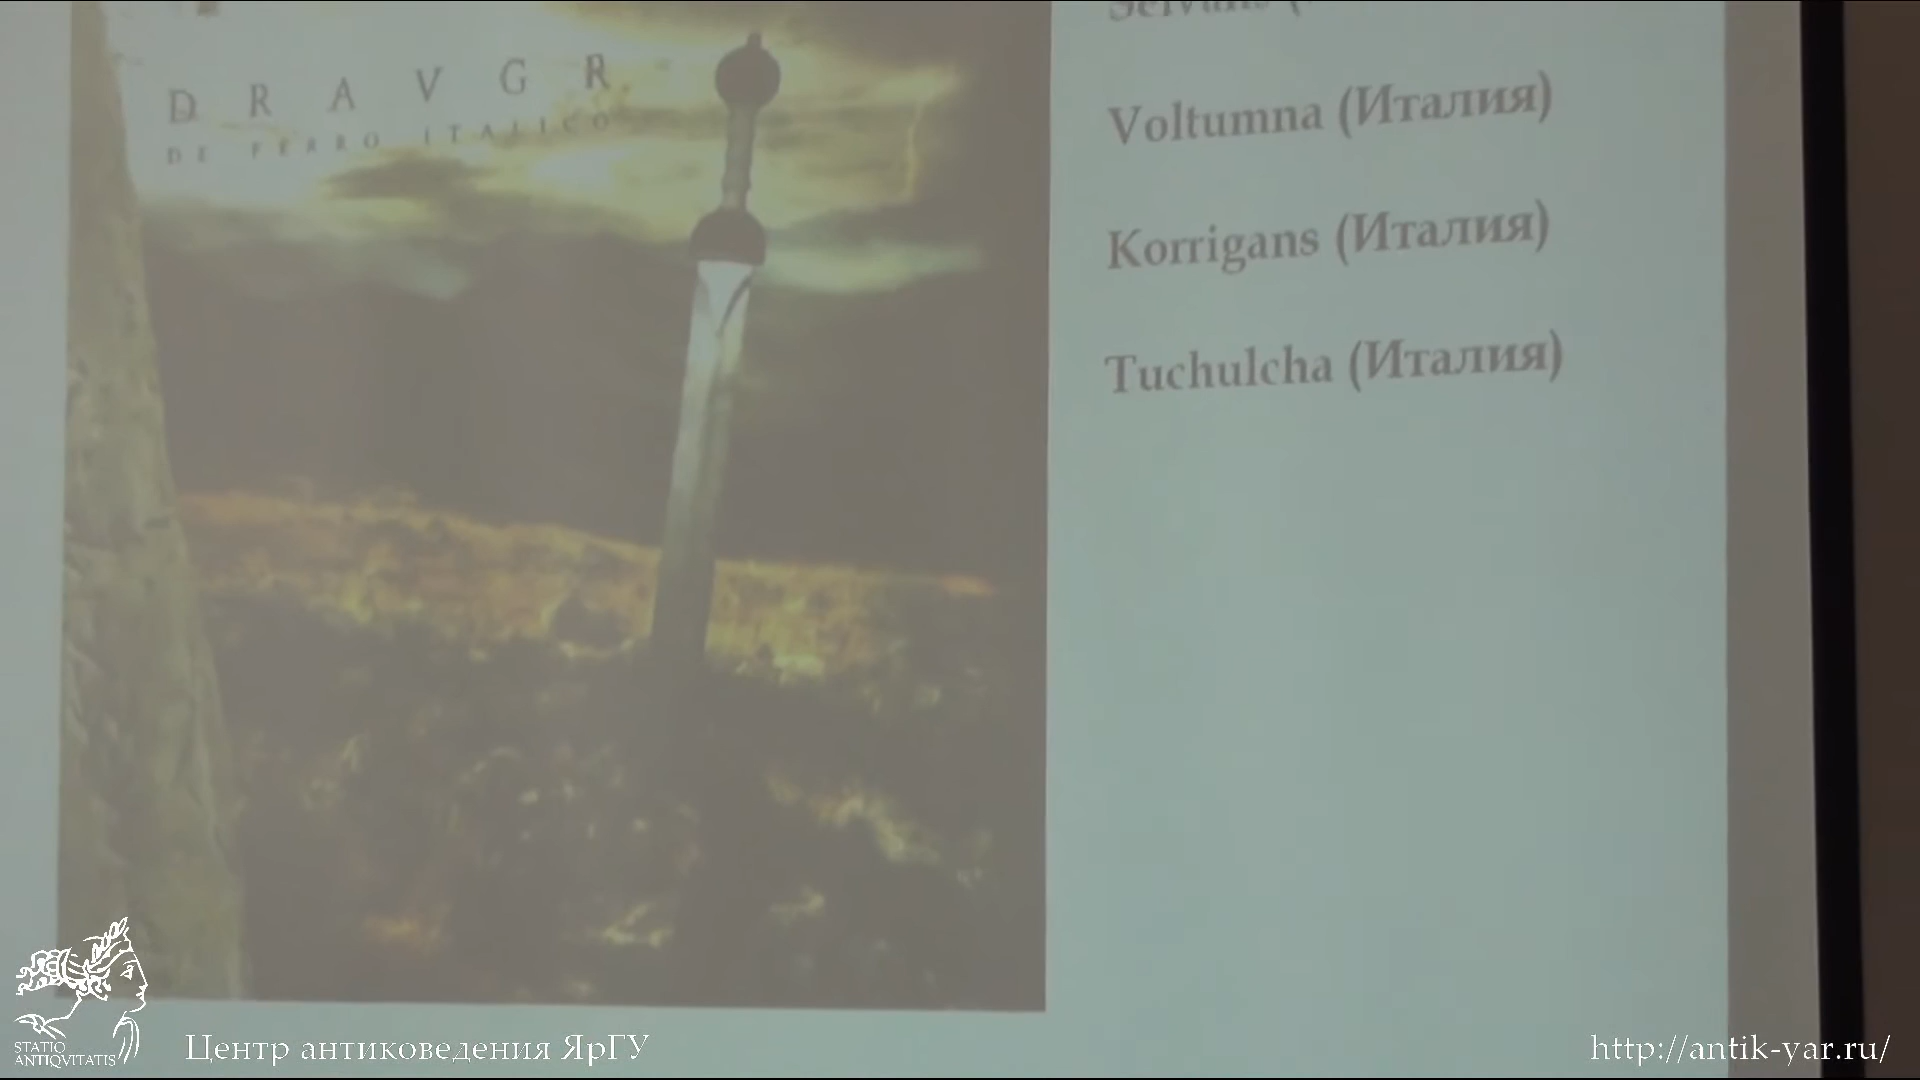 DRAVGR
DE FERRO ITALICO
Voltumna (Италия)
Korrigans (Италия)
Tuchulcha (Италия)
STATIO
ANTIQVITATIS
Центр антиковедения ЯрГУ
http://antik-yar.ru/